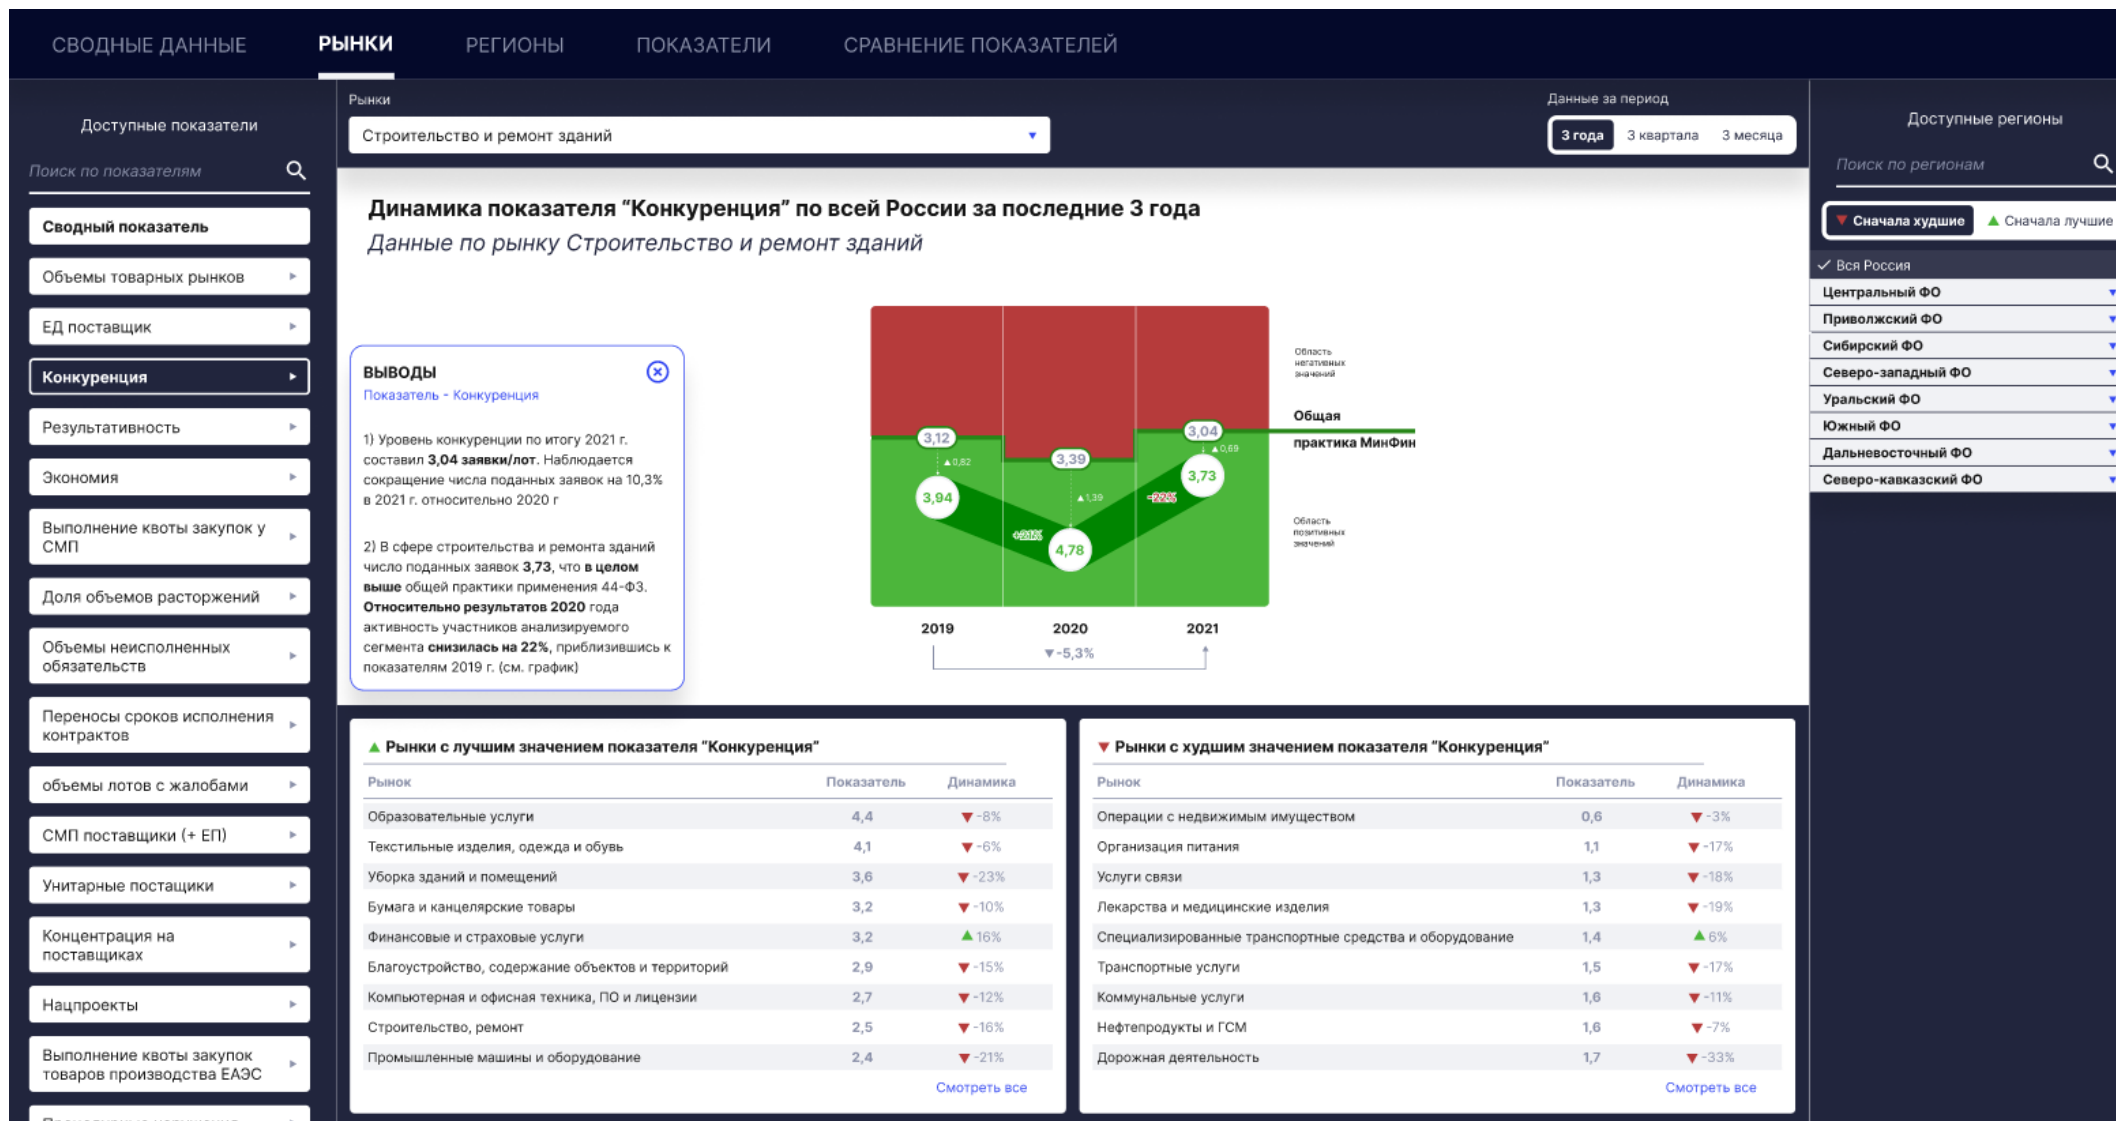 СВОДНЫЕ ДАННЫЕ
РЫНКИ
РЕГИОНЫ
ПОКАЗАТЕЛИ
СРАВНЕНИЕ ПОКАЗАТЕЛЕЙ
Доступные показатели
Поиск по показателям
Сводный показатель
Объемы товарных рынков
ЕД поставщик
Конкуренция
Результативность
Экономия
Выполнение квоты закупок у
СМП
Доля объемов расторжений
Объемы неисполненных
обязательств
Переносы сроков исполнения
контрактов
объемы лотов с жалобами
СМП поставщики (+ ЕП)
Унитарные постащики
Концентрация на
поставщиках
Нацпроекты
Выполнение квоты закупок
товаров производства ЕАЭС
Рынки
Строительство и ремонт зданий
Данные за период
3 года
3 квартала
3 месяца
Динамика показателя “Конкуренция” по всей России за последние 3 года
Данные по рынку Строительство и ремонт зданий
ВЫВОДЫ
Показатель - Конкуренция
1) Уровень конкуренции по итогу 2021 г.
составил 3,04 заявки/лот. Наблюдается
сокращение числа поданных заявок на 10,3%
в 2021 г. относительно 2020 г
2) В сфере строительства и ремонта зданий
число поданных заявок 3,73, что в целом
выше общей практики применения 44-ФЗ.
Относительно результатов 2020 года
активность участников анализируемого
сегмента снизилась на 22%, приблизившись к
показателям 2019 г. (см. график)
3,12
▲0,82
3,94
+21%
3,39
▲1,39
4,78
-22%
3,04
▲0,69
3,73
2019
2020
2021
▼-5,3%
Область
негативных
значений
Общая
практика МинФин
Область
позитивных
значений
▲ Рынки с лучшим значением показателя “Конкуренция”
Рынок Показатель Динамика
Образовательные услуги 4,4 ▼ -8%
Текстильные изделия, одежда и обувь 4,1 ▼ -6%
Уборка зданий и помещений 3,6 ▼ -23%
Бумага и канцелярские товары 3,2 ▼ -10%
Финансовые и страховые услуги 3,2 ▲ 16%
Благоустройство, содержание объектов и территорий 2,9 ▼ -15%
Компьютерная и офисная техника, ПО и лицензии 2,7 ▼ -12%
Строительство, ремонт 2,5 ▼ -16%
Промышленные машины и оборудование 2,4 ▼ -21%
Смотреть все
▼ Рынки с худшим значением показателя “Конкуренция”
Рынок Показатель Динамика
Операции с недвижимым имуществом 0,6 ▼ -3%
Организация питания 1,1 ▼ -17%
Услуги связи 1,3 ▼ -18%
Лекарства и медицинские изделия 1,3 ▼ -19%
Специализированные транспортные средства и оборудование 1,4 ▲ 6%
Транспортные услуги 1,5 ▼ -17%
Коммунальные услуги 1,6 ▼ -11%
Нефтепродукты и ГСМ 1,6 ▼ -7%
Дорожная деятельность 1,7 ▼ -33%
Смотреть все
Доступные регионы
Поиск по регионам
▼ Сначала худшие
▲ Сначала лучшие
Вся Россия
Центральный ФО
Приволжский ФО
Сибирский ФО
Северо-западный ФО
Уральский ФО
Южный ФО
Дальневосточный ФО
Северо-кавказский ФО